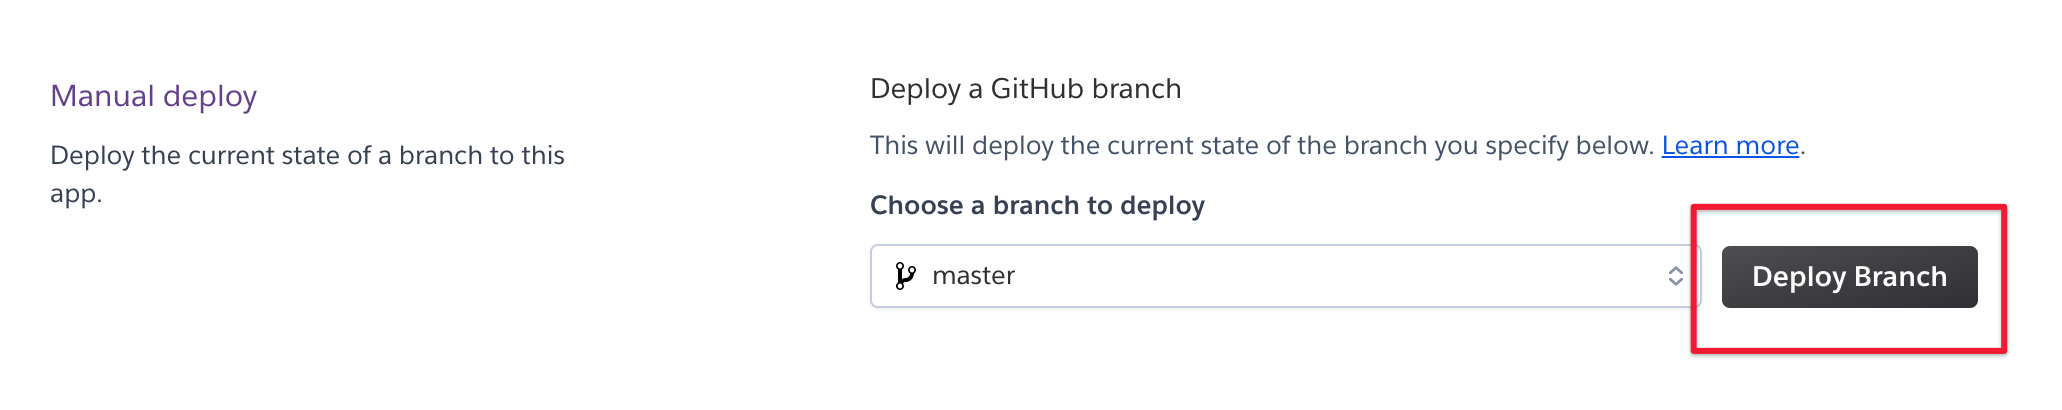 Manual deploy
Deploy the current state of a branch to this
app.
Deploy a GitHub branch
This will deploy the current state of the branch you specify below. Learn more.
Choose a branch to deploy
master
Deploy Branch